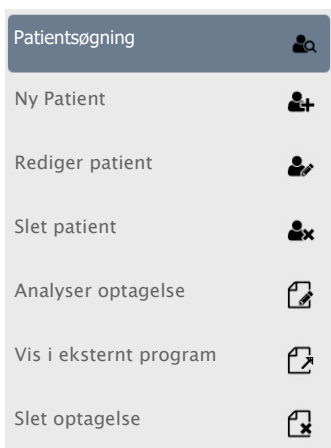 Patientsøgning
Ny Patient
Rediger patient
Slet patient
Analyser optagelse
Vis i eksternt program
Slet optagelse